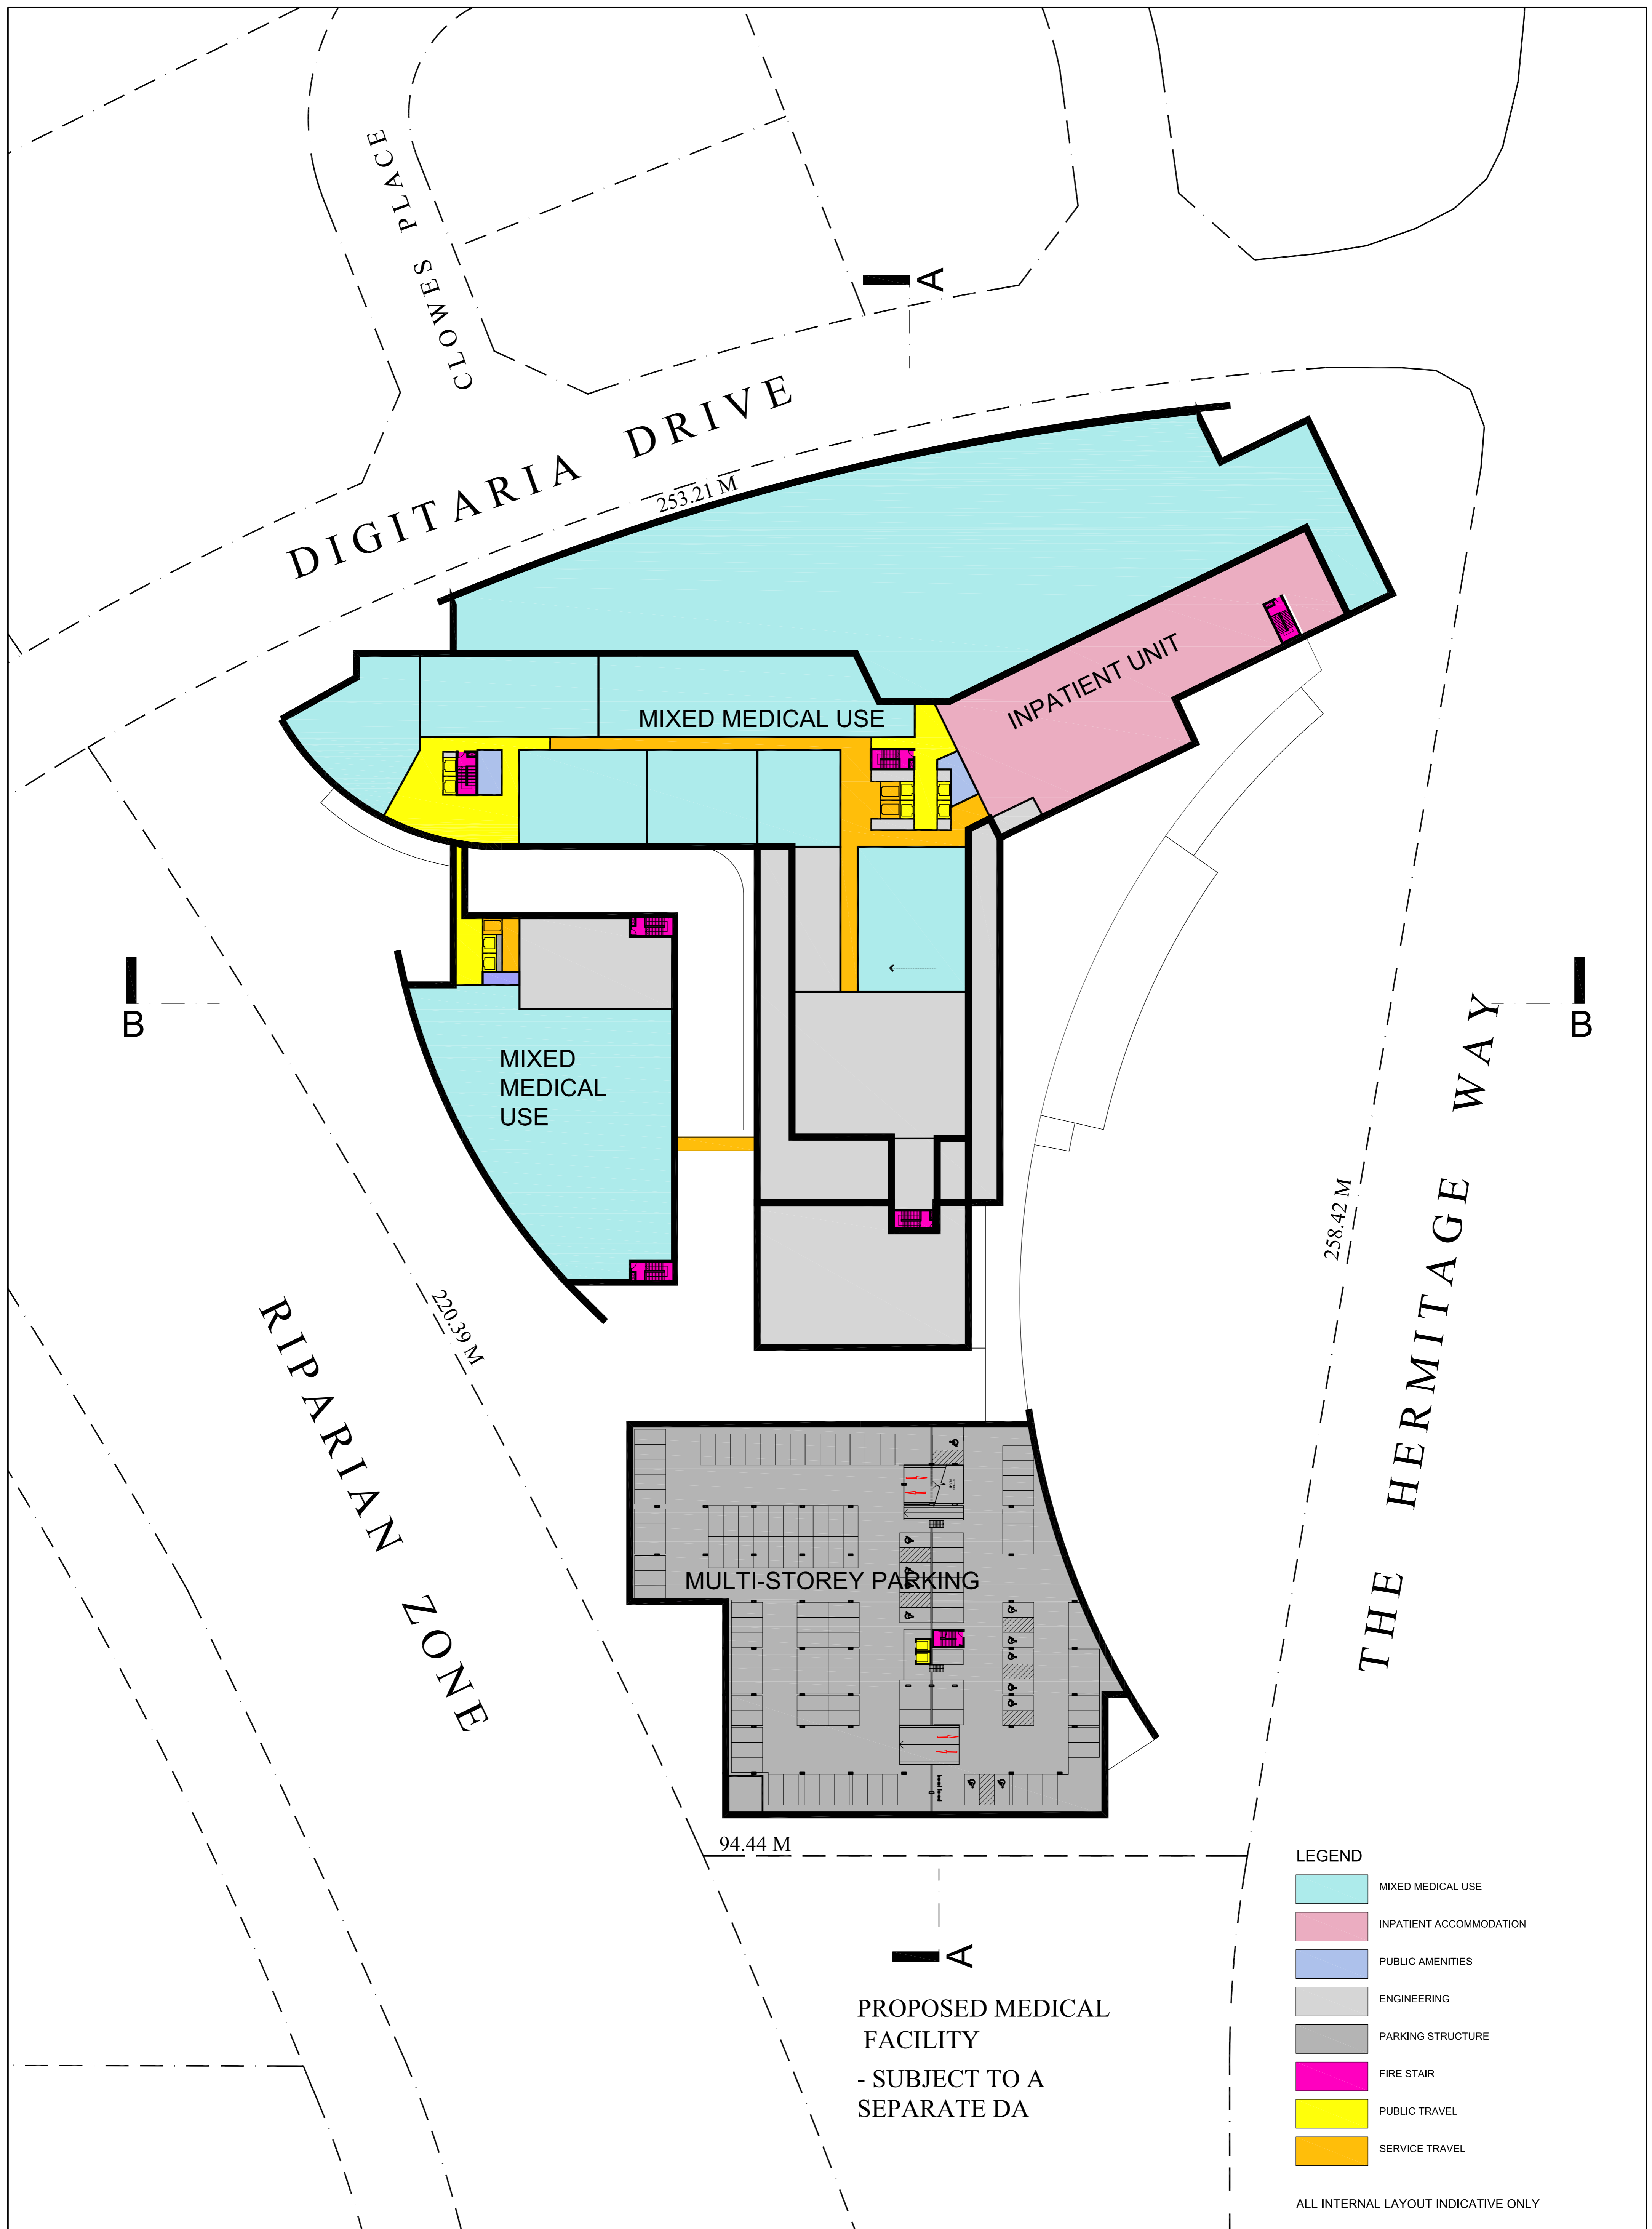 CLOWES PLACE
A
DIGITARIA DRIVE
253.21 M
INPATIENT UNIT
MIXED MEDICAL USE
B
B
MIXED
MEDICAL
USE
THE HERMITAGE WAY
258.42 M
220.39 M
RIPARIAN ZONE
MULTI-STOREY PARKING
94.44 M
A
PROPOSED MEDICAL
FACILITY
- SUBJECT TO A
SEPARATE DA
LEGEND
MIXED MEDICAL USE
INPATIENT ACCOMMODATION
PUBLIC AMENITIES
ENGINEERING
PARKING STRUCTURE
FIRE STAIR
PUBLIC TRAVEL
SERVICE TRAVEL
ALL INTERNAL LAYOUT INDICATIVE ONLY